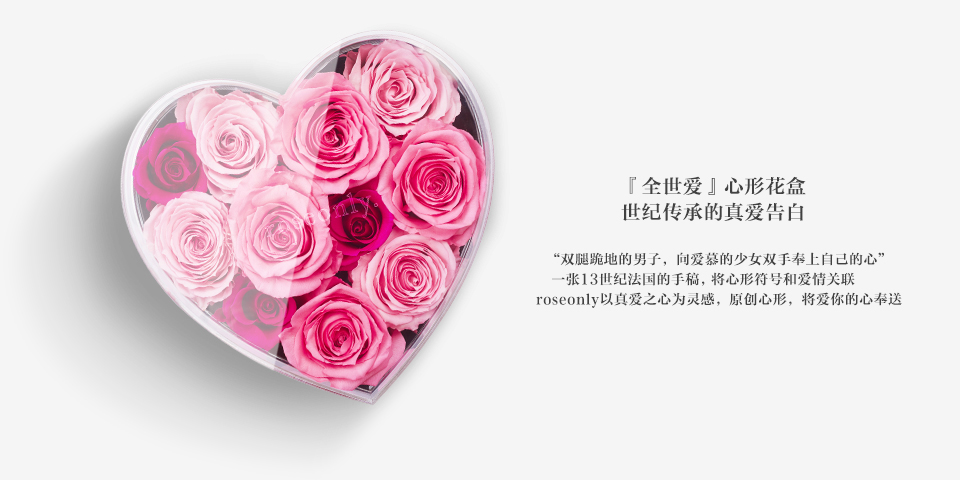 『全世爱』心形花盒
世纪传承的真爱告白
“双腿跪地的男子，向爱慕的少女双手奉上自己的心”
一张13世纪法国的手稿，将心形符号和爱情关联
roseonly以真爱之心为灵感，原创心形，将爱你的心奉送